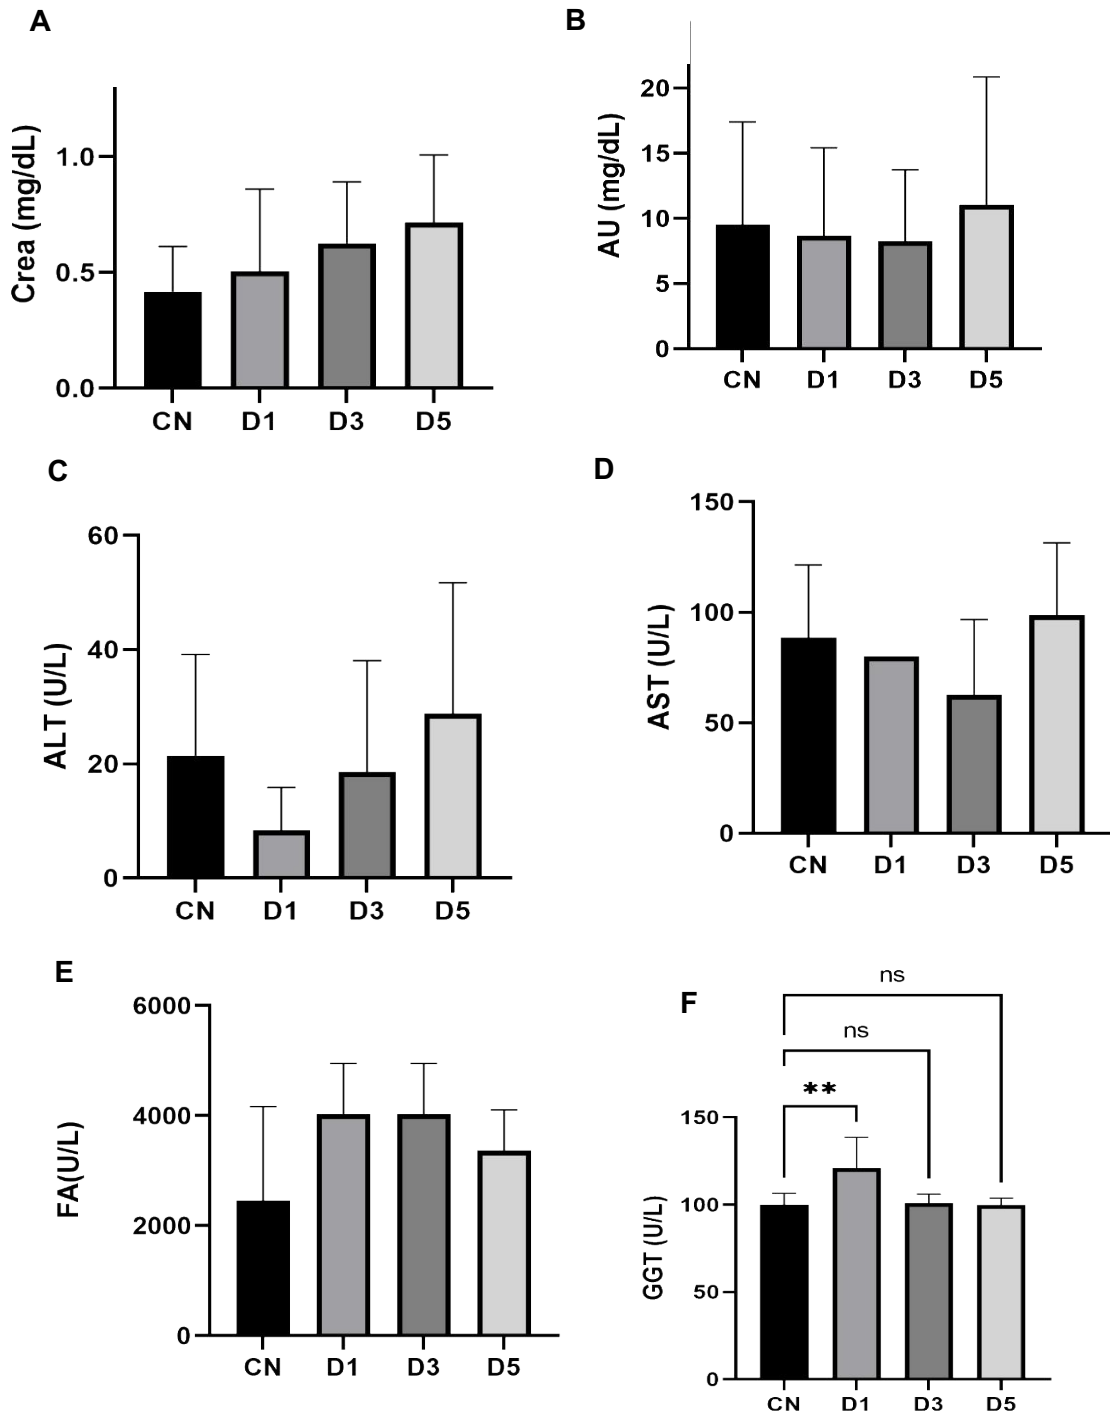 A
Crea (mg/dL)
1.0
0.5
0.0
CN D1 D3 D5
B
AU (mg/dL)
20
15
10
5
0
CN D1 D3 D5
C
ALT (U/L)
60
40
20
0
CN D1 D3 D5
D
AST (U/L)
150
100
50
0
CN D1 D3 D5
E
FA(U/L)
6000
4000
2000
0
CN D1 D3 D5
F
ns
ns
**
GGT (U/L)
150
100
50
0
CN D1 D3 D5